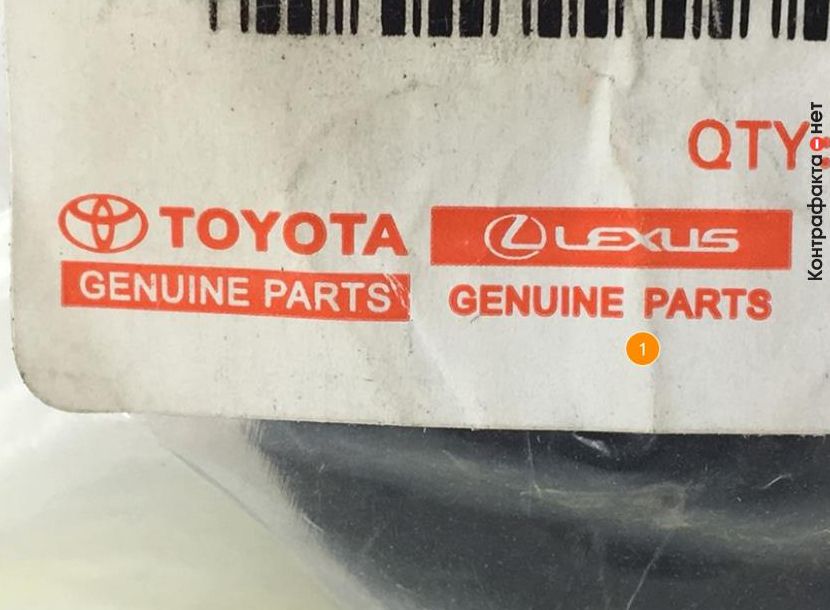 QTY:
TOYOTA
GENUINE PARTS
LEXUS
GENUINE PARTS
1
Контрафакта нет